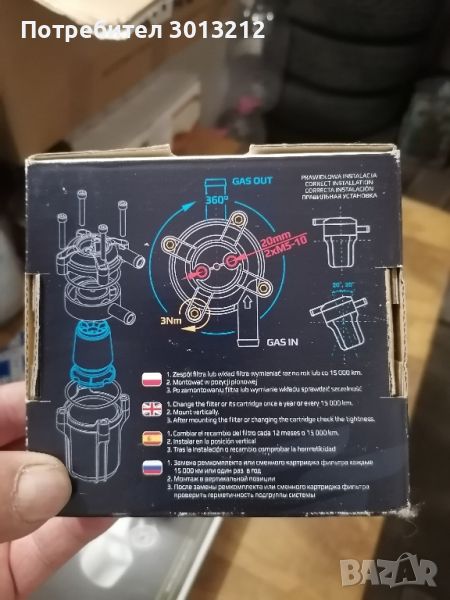 Потребител 3013212
GAS OUT
360°
PRAWIDŁOWA INSTALACJA
CORRECT INSTALLATION
CORRECTA INSTALACIÓN
ПРАВИЛЬНАЯ УСТАНОВКА
20mm
2xM5-10
3Nm
GAS IN
1. Zespół filtra lub wkład filtra wymieniać raz na rok lub co 15 000 km.
2. Montować w pozycji pionowej
3. Po zamontowaniu filtra lub wymianie wkładu sprawdzić szczelność
1. Change the filter or its cartridge once a year or every 15 000 km.
2. Mount vertically.
3. After mounting the filter or changing the cartridge check the tightness.
1. Cambiar el recambio del filtro cada 12 meses o 15 000 km.
2. Instalar en la posición vertical
3. Tras la instalación o recambio comprobar la hermeticidad
1. Замена ремкомплекта или сменного картриджа фильтра каждые
15 000 км или один раз в год
2. Монтаж в вертикальной позиции
3. После замены ремкомплекта или сменного картриджа фильтра
проверить герметичность подгруппы системы
BAZAR